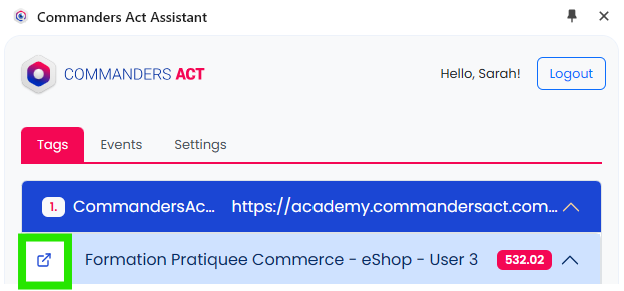 Commanders Act Assistant
COMMANDERS ACT
Hello, Sarah!
Logout
Tags Events Settings
1. CommandersAc... https://academy.commandersact.com...
Formation Pratiquee Commerce - eShop - User 3 532.02